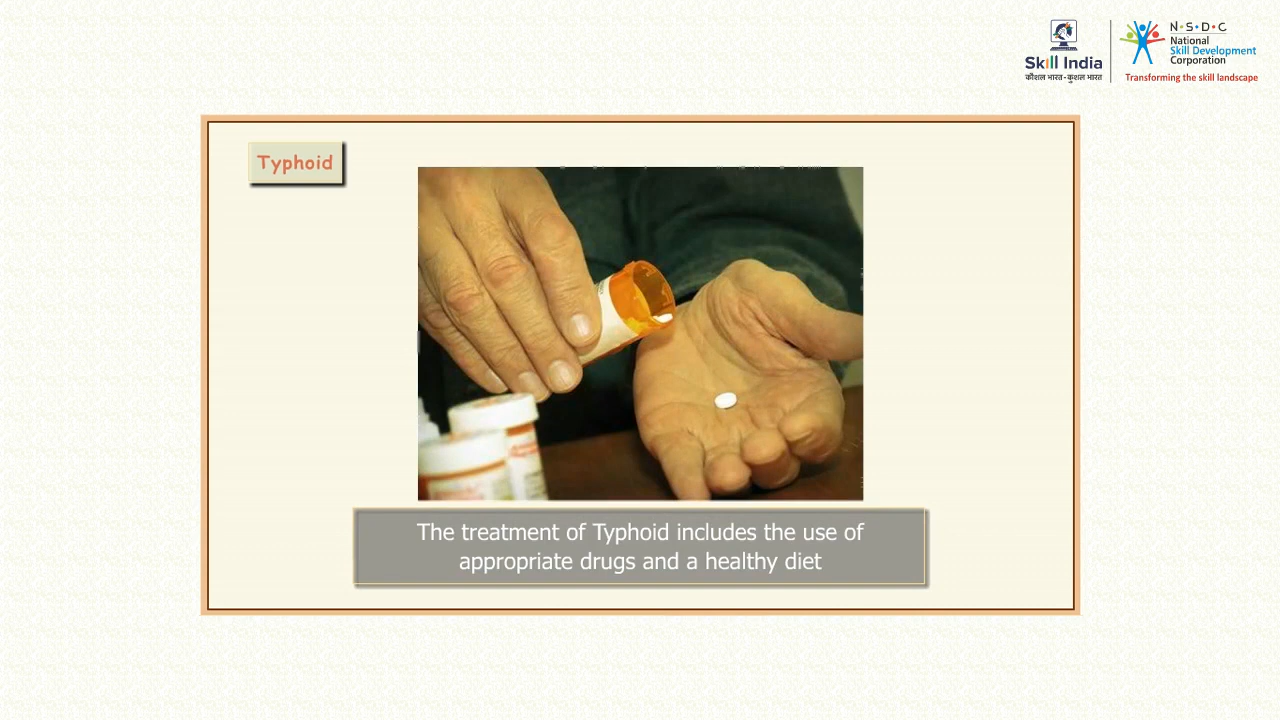 N·S·D·C
National
Skill Development
Corporation
Transforming the skill landscape
Skill India
कौशल भारत-कुशल भारत
Typhoid
The treatment of Typhoid includes the use of
appropriate drugs and a healthy diet